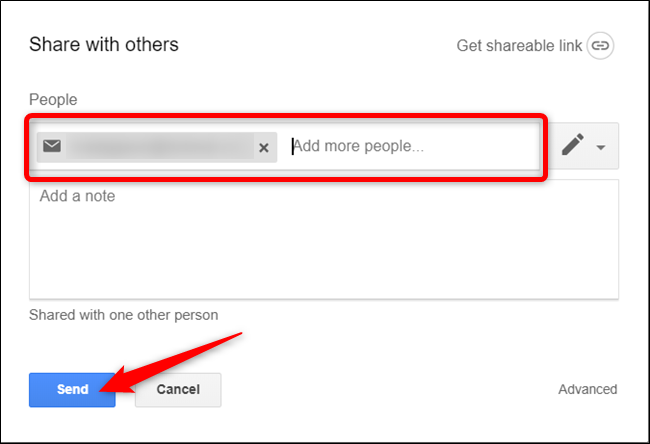 Share with others
Get shareable link
People
Add more people...
Add a note
Shared with one other person
Send
Cancel
Advanced